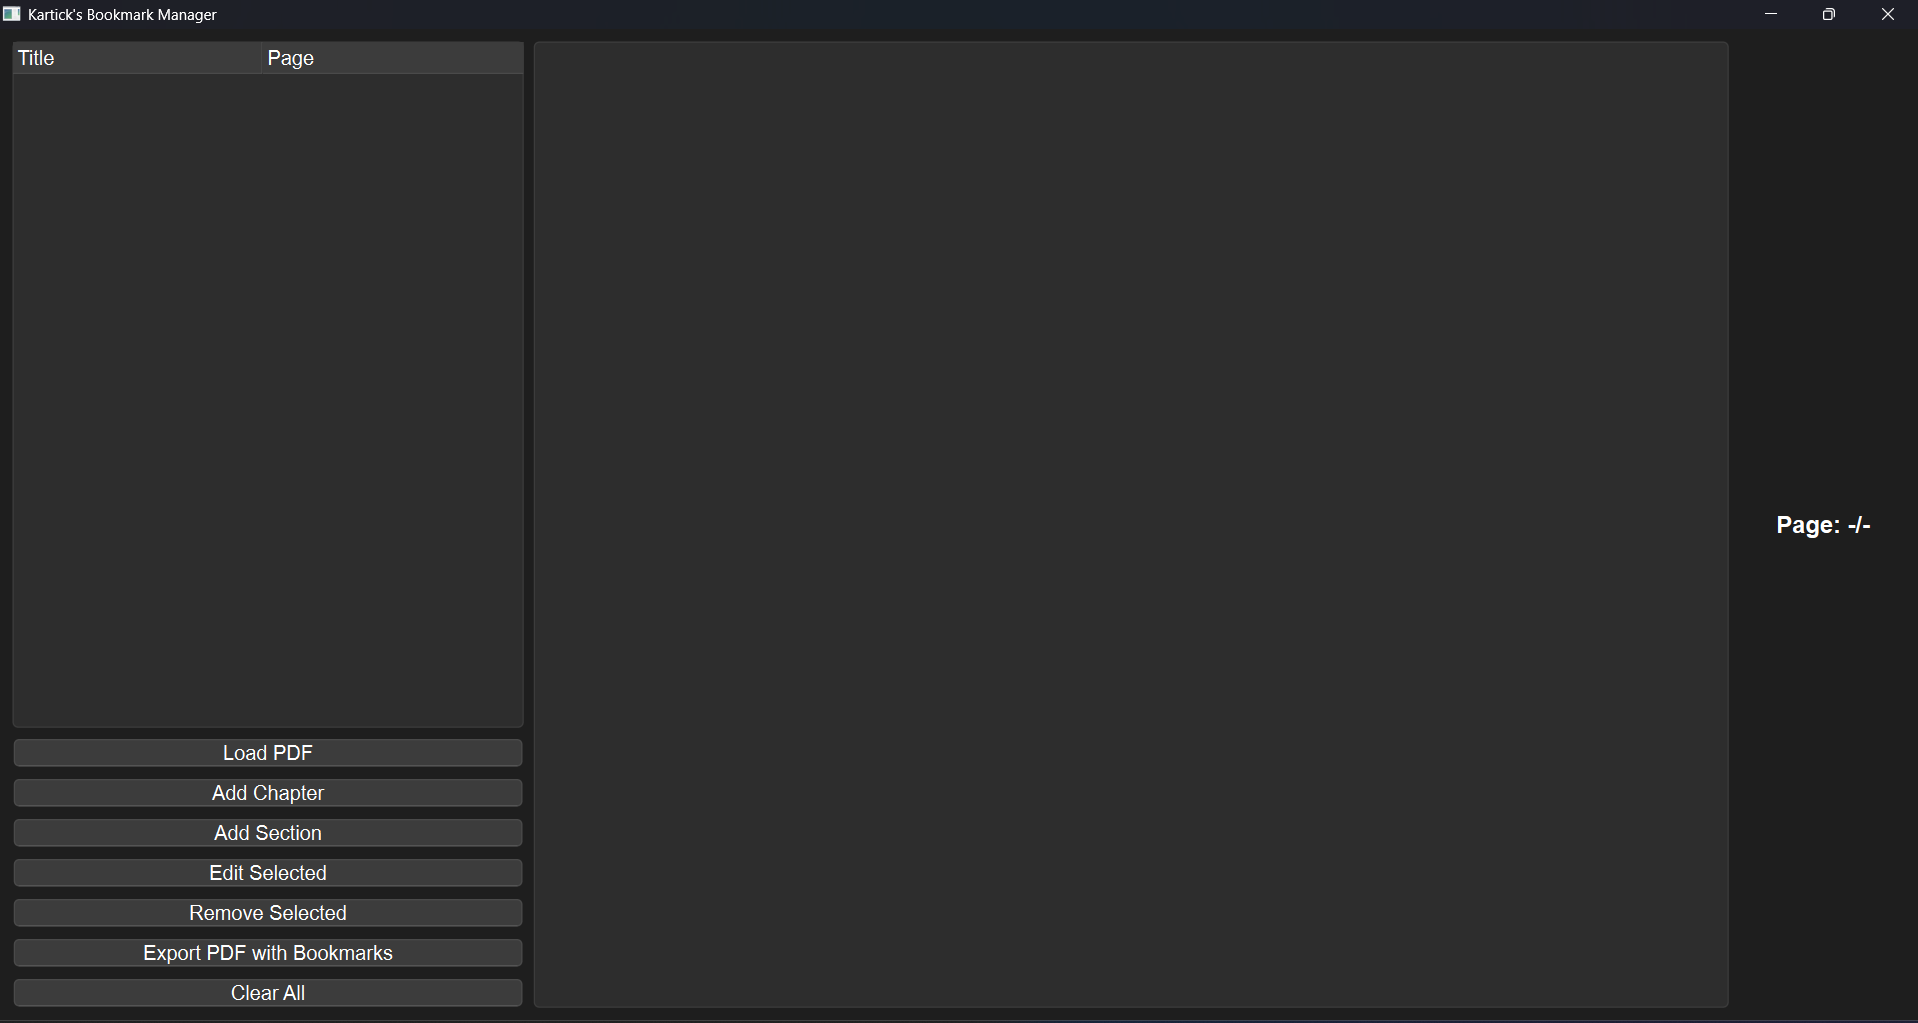 Kartick's Bookmark Manager
Title Page
Page: -/-
Load PDF
Add Chapter
Add Section
Edit Selected
Remove Selected
Export PDF with Bookmarks
Clear All